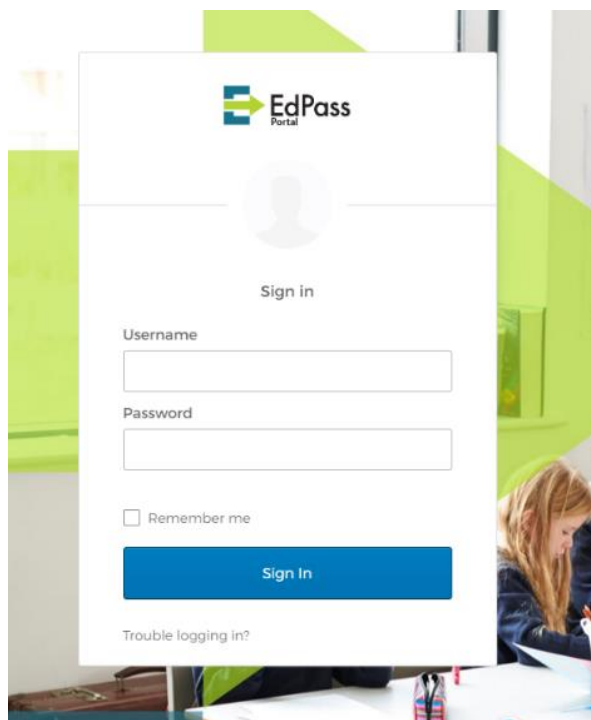 EdPass
Portal
Sign in
Username
Password
Remember me
Sign In
Trouble logging in?